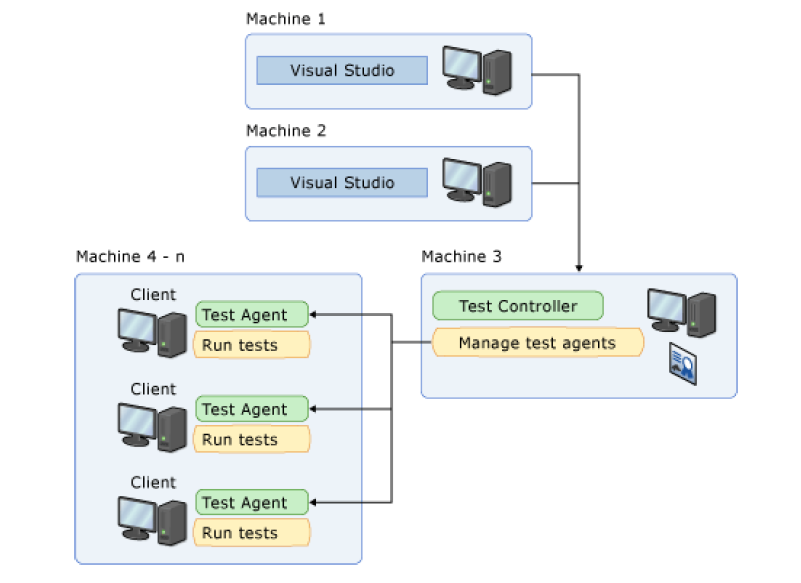 Machine 1
Visual Studio
Machine 2
Visual Studio
Machine 4 - n
Client
Test Agent
Run tests
Client
Test Agent
Run tests
Client
Test Agent
Run tests
Machine 3
Test Controller
Manage test agents